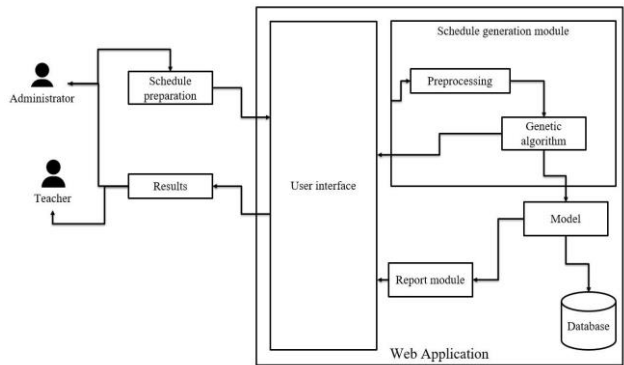 Schedule generation module
Administrator
Schedule
preparation
Preprocessing
Genetic
algorithm
Teacher
Results
User interface
Model
Report module
Database
Web Application